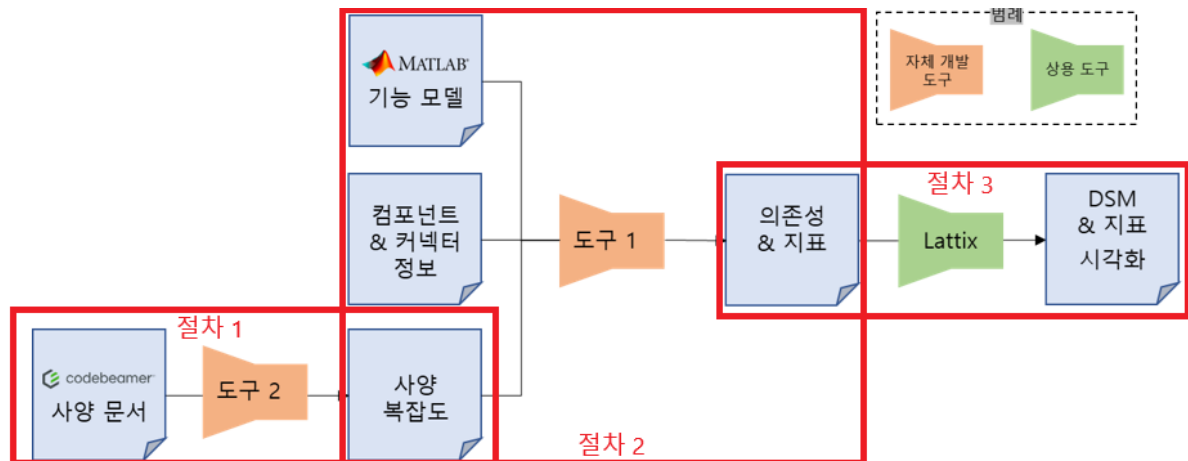 범례
자체 개발
도구
상용 도구
MATLAB
기능 모델
컴포넌트
& 커넥터
정보
도구 1
의존성
& 지표
절차 3
Lattix
DSM
& 지표
시각화
절차 1
codebeamer
사양 문서
도구 2
사양
복잡도
절차 2